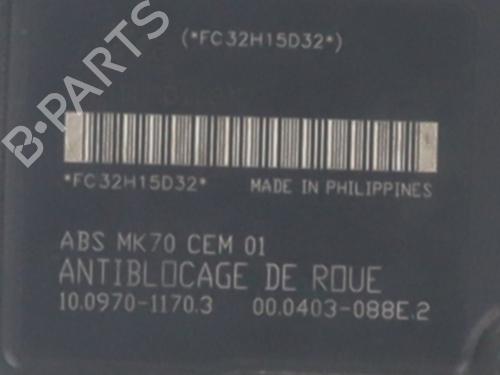 (*FC32H15D32*)
B-PARTS
*FC32H15D32* MADE IN PHILIPPINES
ABS MK70 CEM 01
ANTIBLOCAGE DE ROUE
10.0970-1170.3 00.0403-088E.2